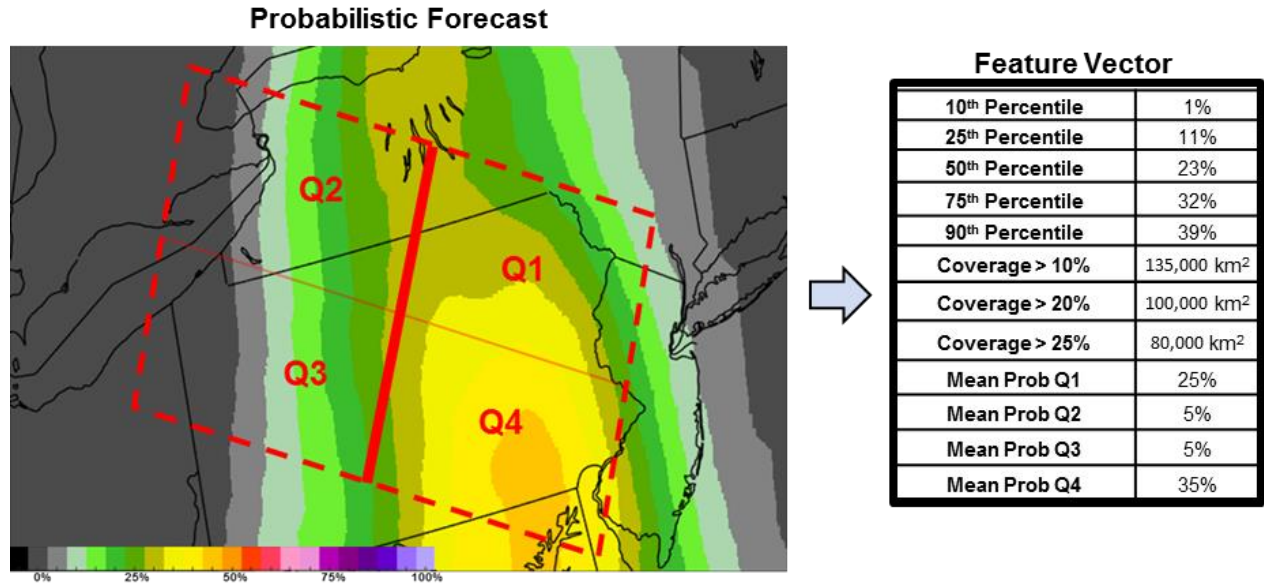 Probabilistic Forecast
Q2
Q1
Q3
Q4
0% 25% 50% 75% 100%
Feature Vector
10th Percentile 1%
25th Percentile 11%
50th Percentile 23%
75th Percentile 32%
90th Percentile 39%
Coverage > 10% 135,000 km²
Coverage > 20% 100,000 km²
Coverage > 25% 80,000 km²
Mean Prob Q1 25%
Mean Prob Q2 5%
Mean Prob Q3 5%
Mean Prob Q4 35%